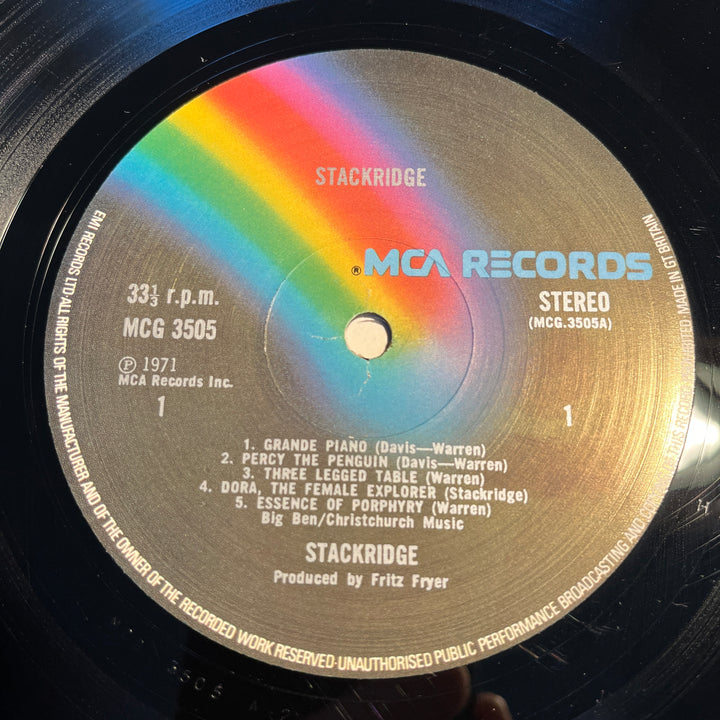 STACKRIDGE
® MCA RECORDS
33⅓ r.p.m.
MCG 3505
STEREO
(MCG.3505A)
Ⓟ 1971
MCA Records Inc.
1
1
1. GRANDE PIANO (Davis—Warren)
2. PERCY THE PENGUIN (Davis—Warren)
3. THREE LEGGED TABLE (Warren)
4. DORA, THE FEMALE EXPLORER (Stackridge)
5. ESSENCE OF PORPHYRY (Warren)
Big Ben/Christchurch Music
STACKRIDGE
Produced by Fritz Fryer
EMI RECORDS LTD ALL RIGHTS OF THE MANUFACTURER AND OF THE OWNER OF THE RECORDED WORK RESERVED-UNAUTHORISED PUBLIC PERFORMANCE BROADCASTING AND THIS RECORD MADE IN GT BRITAIN